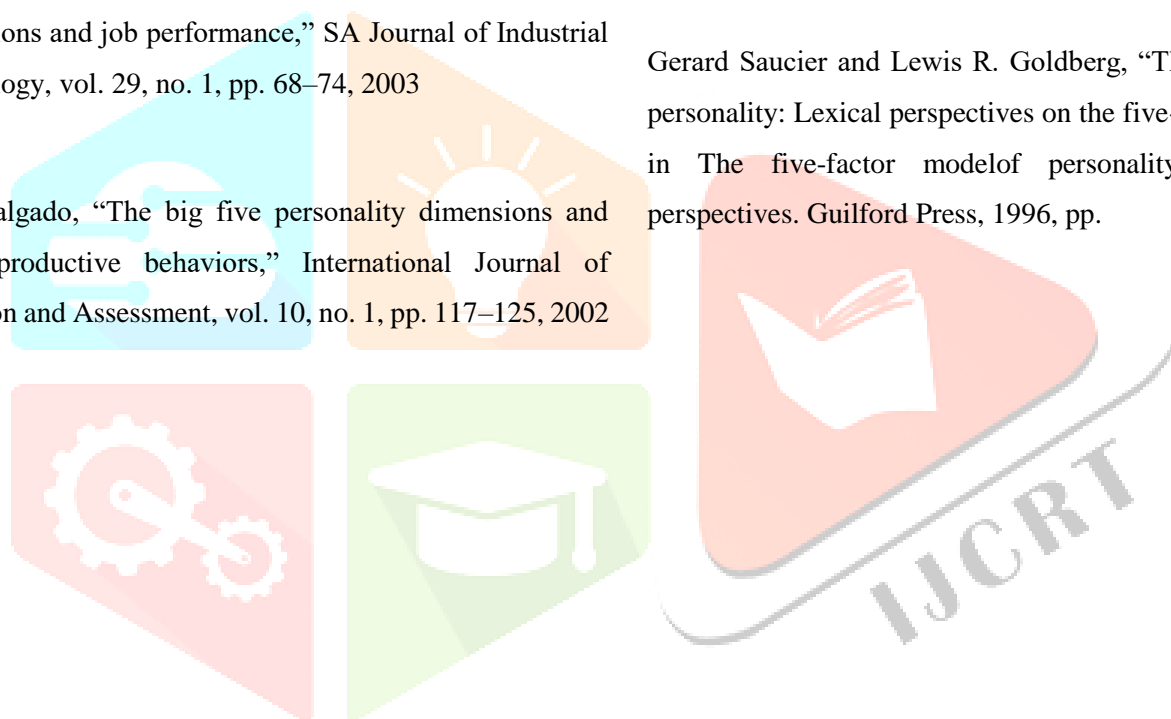 ons and job performance,” SA Journal of Industrial
logy, vol. 29, no. 1, pp. 68–74, 2003
algado, “The big five personality dimensions and
productive behaviors,” International Journal of
on and Assessment, vol. 10, no. 1, pp. 117–125, 2002
Gerard Saucier and Lewis R. Goldberg, “Th
personality: Lexical perspectives on the five-
in The five-factor modelof personality
perspectives. Guilford Press, 1996, pp.
IJCRT